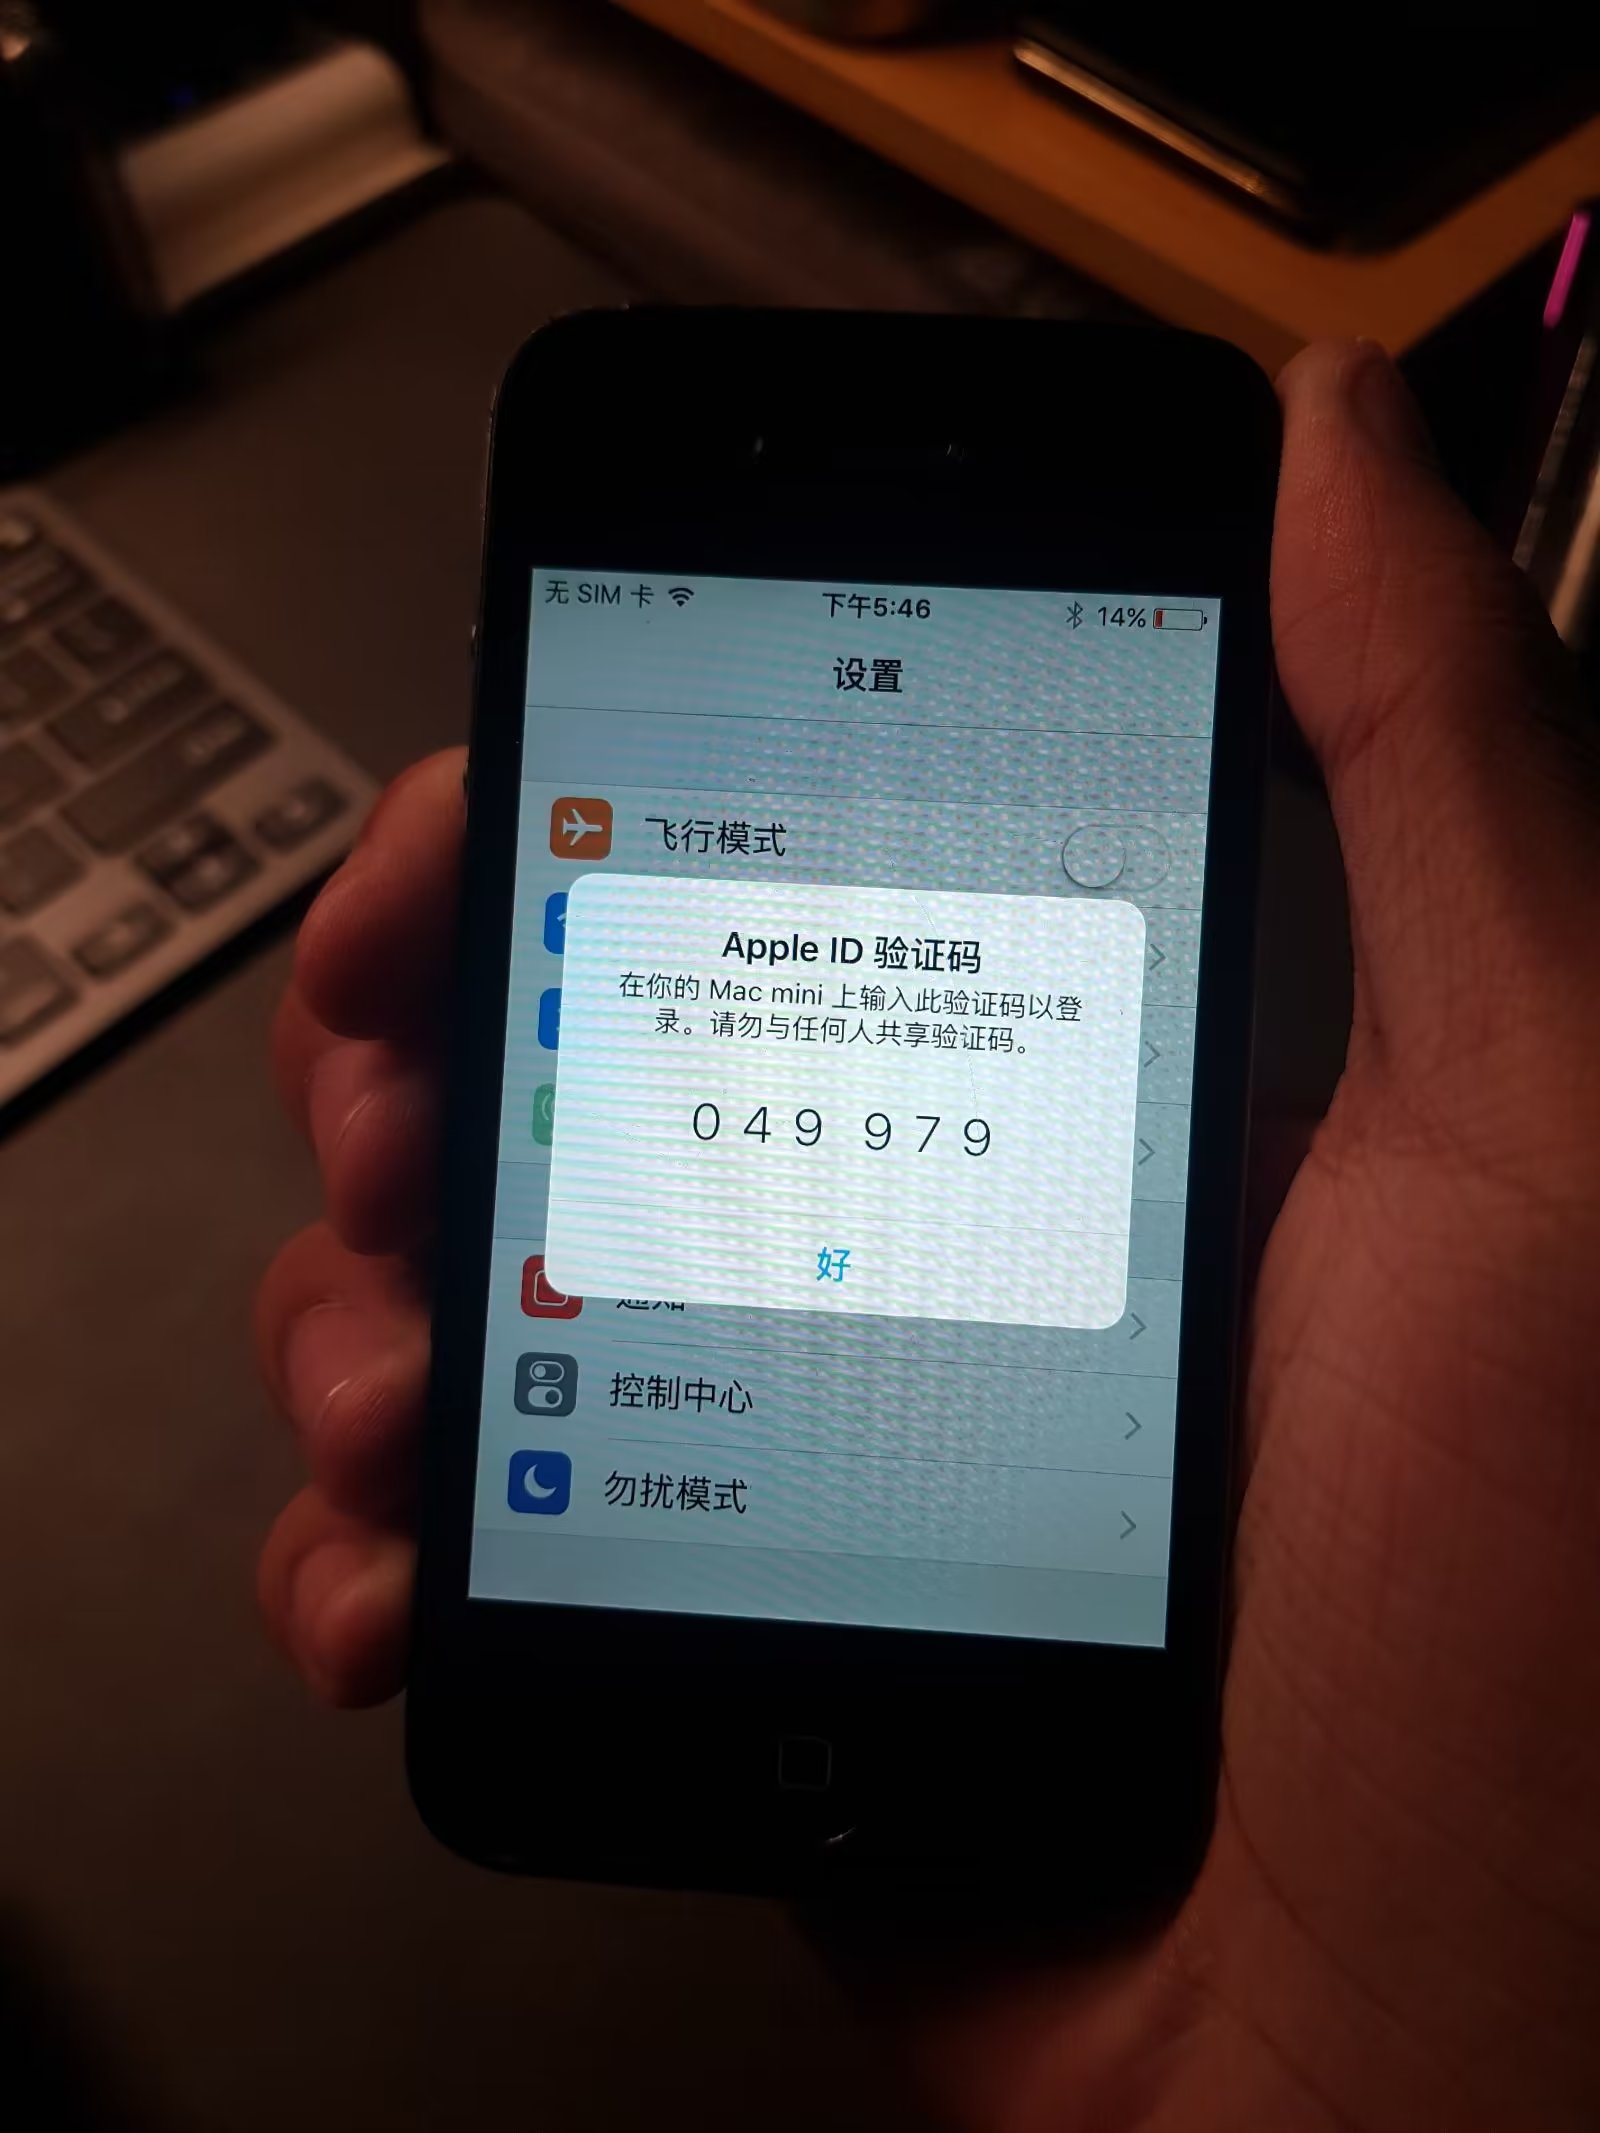 无 SIM 卡 下午5:46 14%
设置
飞行模式
Apple ID 验证码
在你的 Mac mini 上输入此验证码以登
录。请勿与任何人共享验证码。
049 979
好
通知
控制中心
勿扰模式